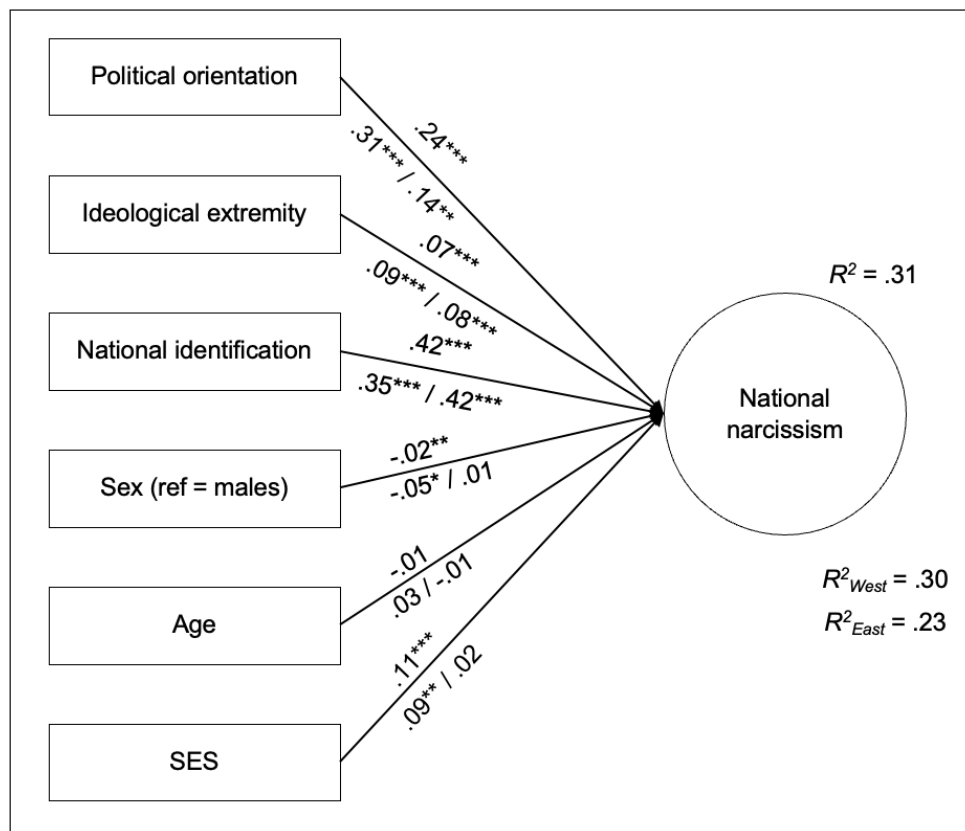 Political orientation
.24***
.31*** / .14**
Ideological extremity
.07***
.09*** / .08***
R² = .31
National identification
.42***
.35*** / .42***
National
narcissism
Sex (ref = males)
-.02**
-.05* / .01
Age
-.01
.03 / -.01
R²West = .30
R²East = .23
SES
.11***
.09** / .02